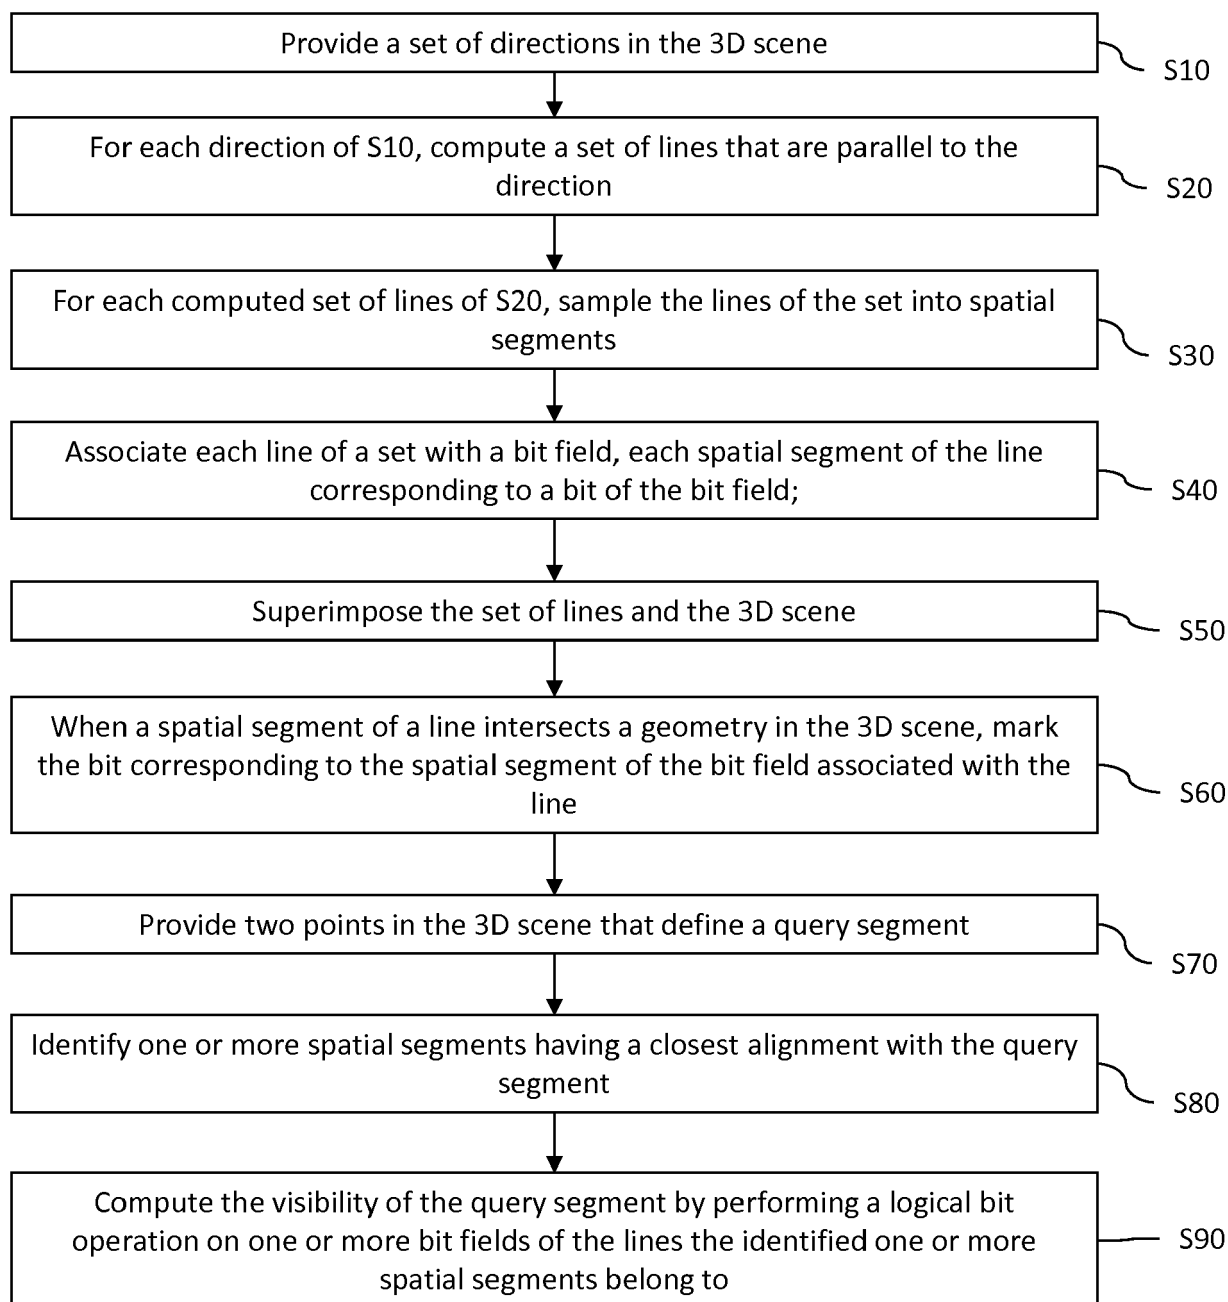 Provide a set of directions in the 3D scene
S10
For each direction of S10, compute a set of lines that are parallel to the
direction
S20
For each computed set of lines of S20, sample the lines of the set into spatial
segments
S30
Associate each line of a set with a bit field, each spatial segment of the line
corresponding to a bit of the bit field;
S40
Superimpose the set of lines and the 3D scene
S50
When a spatial segment of a line intersects a geometry in the 3D scene, mark
the bit corresponding to the spatial segment of the bit field associated with the
line
S60
Provide two points in the 3D scene that define a query segment
S70
Identify one or more spatial segments having a closest alignment with the query
segment
S80
Compute the visibility of the query segment by performing a logical bit
operation on one or more bit fields of the lines the identified one or more
spatial segments belong to
S90